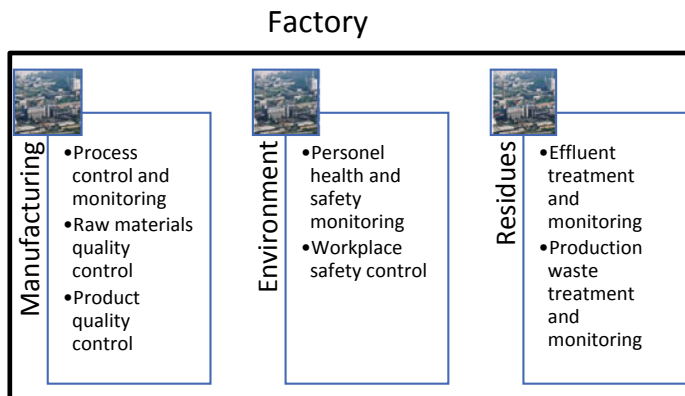 Factory
Manufacturing
•Process
control and
monitoring
•Raw materials
quality
control
•Product
quality
control
Environment
•Personel
health and
safety
monitoring
•Workplace
safety control
Residues
•Effluent
treatment
and
monitoring
•Production
waste
treatment
and
monitoring